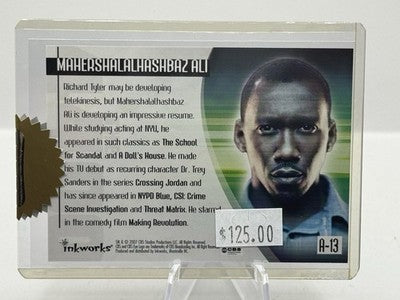 MAHERSHALALHASHBAZ ALI
Richard Tyler may be developing
telekinesis, but Mahershalalhashbaz
Ali is developing an impressive resume.
While studying acting at NYU, he
appeared in such classics as The School
for Scandal and A Doll's House. He made
his TV debut as recurring character Dr. Trey
Sanders in the series Crossing Jordan and
has since appeared in NYPD Blue, CSI: Crime
Scene Investigation and Threat Matrix. He starred
in the comedy film Making Revolution.
$125.00
A-13
inkworks
CBS